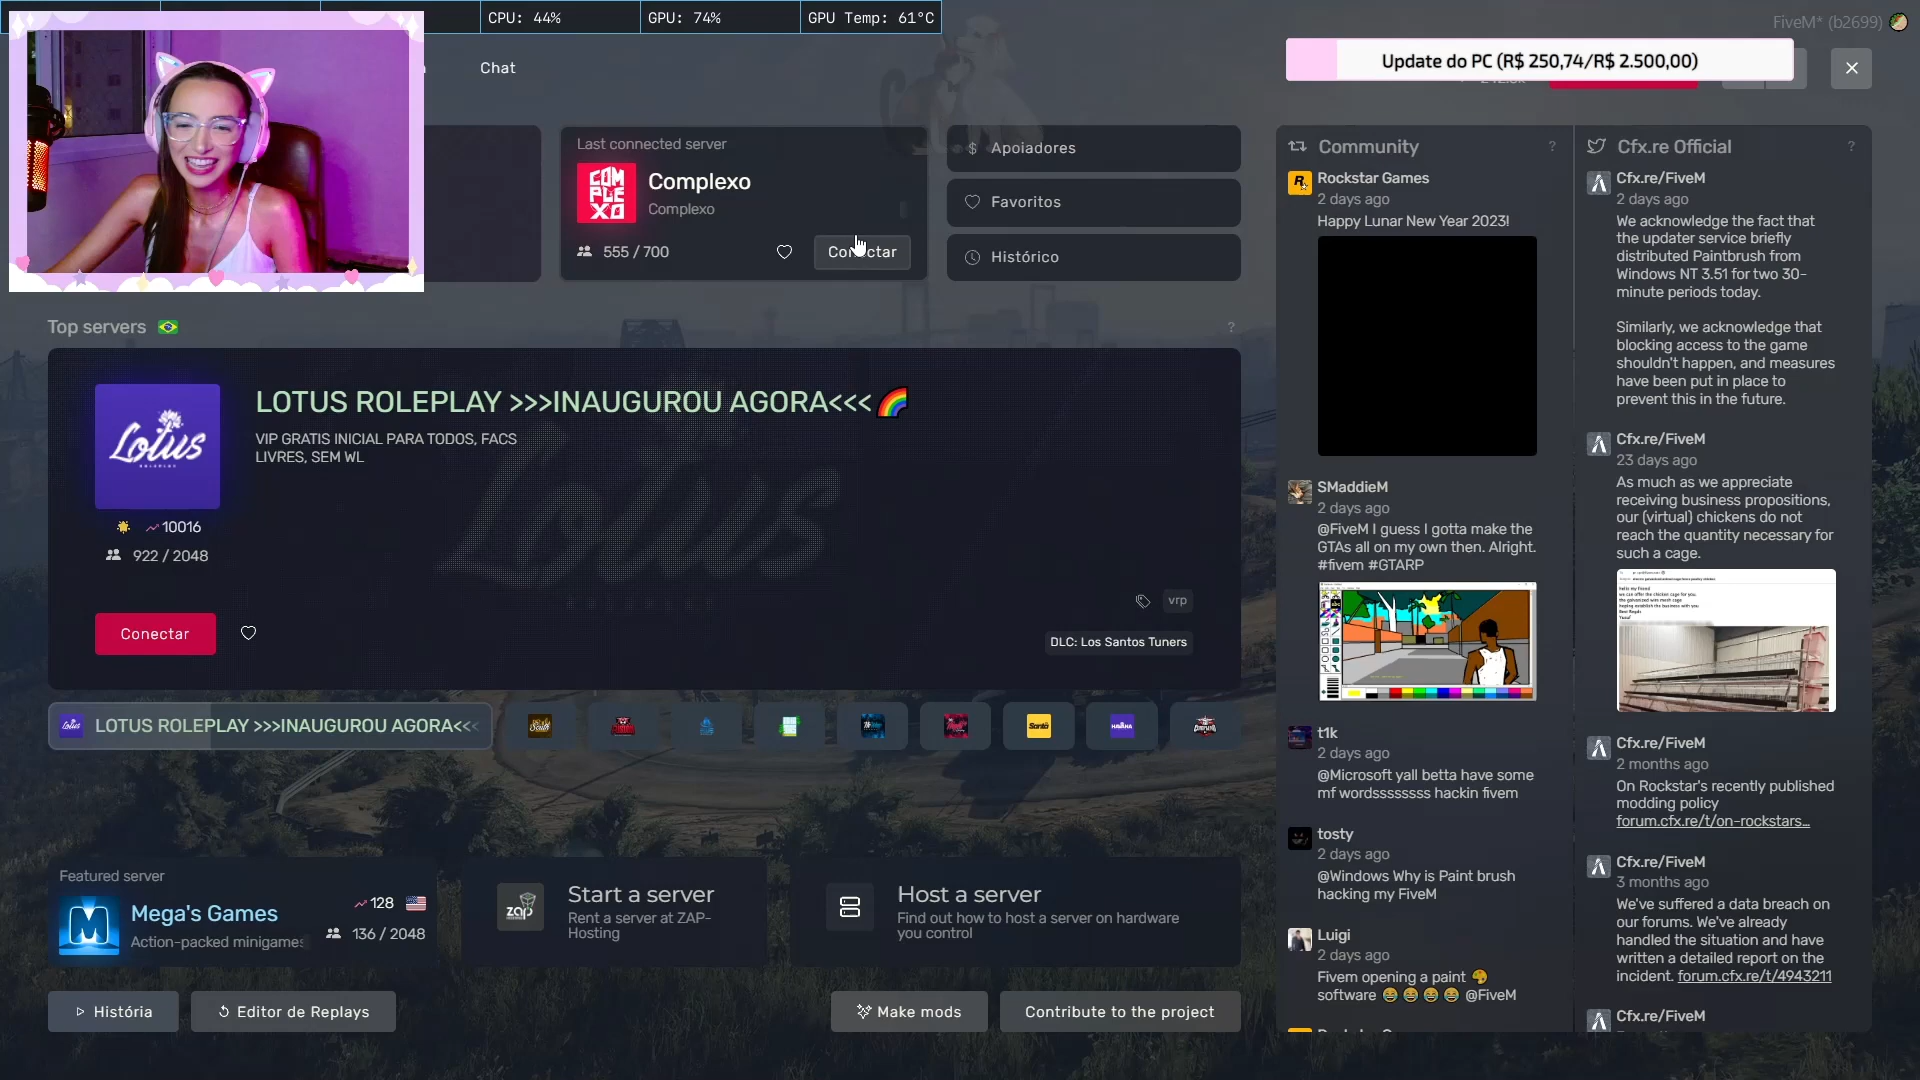 CPU: 44%
GPU: 74%
GPU Temp: 61°C
FiveM* (b2699)
Chat
Update do PC (R$ 250,74/R$ 2.500,00)
Last connected server
COM
PLE
XO
Complexo
Complexo
555 / 700
Conectar
$ Apoiadores
Favoritos
Histórico
Top servers
?
Lotus
ROLEPLAY
LOTUS ROLEPLAY >>>INAUGUROU AGORA<<<🌈
VIP GRATIS INICIAL PARA TODOS, FACS
LIVRES, SEM WL
Lotus
10016
922 / 2048
vrp
DLC: Los Santos Tuners
Conectar
LOTUS ROLEPLAY >>>INAUGUROU AGORA<<<
Santa
HAVANA
Featured server
Mega's Games
Action-packed minigames
128
136 / 2048
zap
Start a server
Rent a server at ZAP-
Hosting
Host a server
Find out how to host a server on hardware
you control
História
Editor de Replays
Make mods
Contribute to the project
Community
?
Rockstar Games
2 days ago
Happy Lunar New Year 2023!
SMaddieM
2 days ago
@FiveM I guess I gotta make the
GTAs all on my own then. Alright.
#fivem #GTARP
t1k
2 days ago
@Microsoft yall betta have some
mf wordssssssss hackin fivem
tosty
2 days ago
@Windows Why is Paint brush
hacking my FiveM
Luigi
2 days ago
Fivem opening a paint 🎨
software 😂 😂 😂 😂 @FiveM
Cfx.re Official
?
Cfx.re/FiveM
2 days ago
We acknowledge the fact that
the updater service briefly
distributed Paintbrush from
Windows NT 3.51 for two 30-
minute periods today.
Similarly, we acknowledge that
blocking access to the game
shouldn't happen, and measures
have been put in place to
prevent this in the future.
Cfx.re/FiveM
23 days ago
As much as we appreciate
receiving business propositions,
our (virtual) chickens do not
reach the quantity necessary for
such a cage.
Cfx.re/FiveM
2 months ago
On Rockstar's recently published
modding policy
forum.cfx.re/t/on-rockstars…
Cfx.re/FiveM
3 months ago
We've suffered a data breach on
our forums. We've already
handled the situation and have
written a detailed report on the
incident. forum.cfx.re/t/4943211
Cfx.re/FiveM